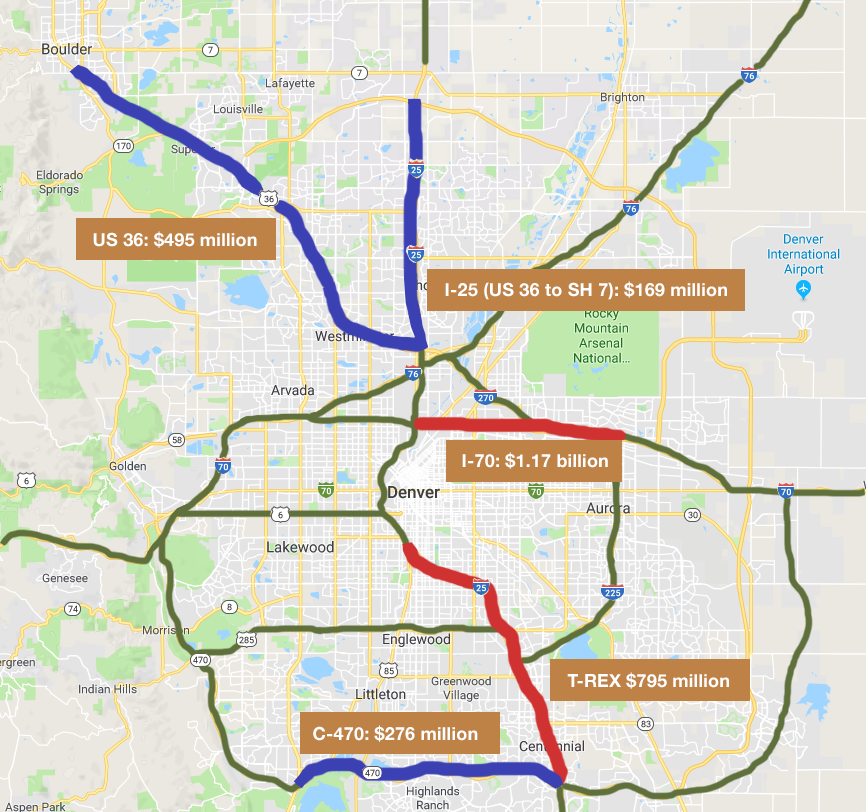 Boulder
7
7
76
Lafayette
Brighton
Louisville
170
25
Eldorado
Springs
36
76
US 36: $495 million
Denver
International
Airport
25
I-25 (US 36 to SH 7): $169 million
Rocky
Mountain
Arsenal
National...
76
Arvada
270
58
Golden
70
I-70: $1.17 billion
6
70
Denver
70
70
Aurora
6
30
Lakewood
Genesee
25
225
74
8
Morrison
285
Englewood
470
85
Greenwood
Village
T-REX $795 million
Indian Hills
Littleton
83
C-470: $276 million
470
Highlands
Ranch
Aspen Park